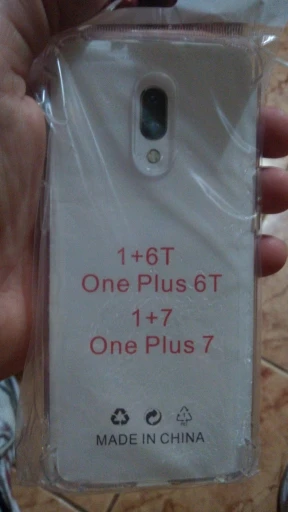 1+6T
One Plus 6T
1+7
One Plus 7
MADE IN CHINA